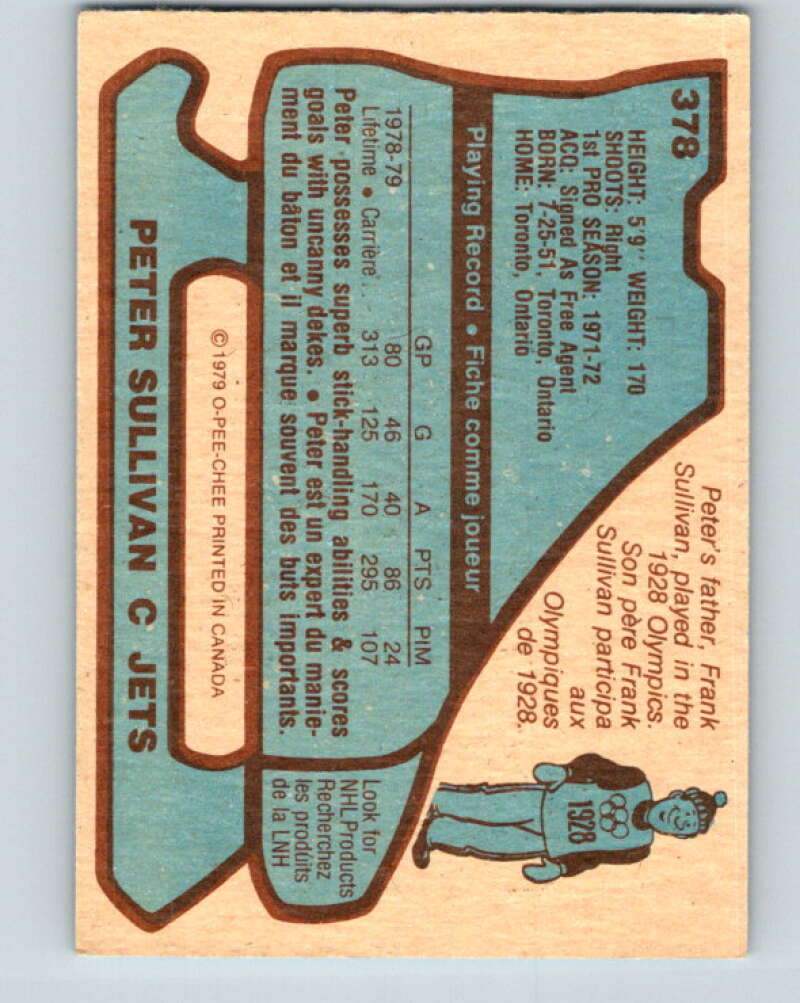 378
HEIGHT: 5'9" WEIGHT: 170
SHOOTS: Right
1st PRO SEASON: 1971-72
ACQ: Signed As Free Agent
BORN: 7-25-51, Toronto, Ontario
HOME: Toronto, Ontario
Peter's father, Frank
Sullivan, played in the
1928 Olympics.
Son père Frank
Sullivan participa
aux
Olympiques
de 1928.
1928
Playing Record • Fiche comme joueur
GP G A PTS PIM
1978-79 80 46 40 86 24
Lifetime • Carrière .. 313 125 170 295 107
Peter possesses superb stick-handling abilities & scores
goals with uncanny dekes. • Peter est un expert du manie-
ment du bâton et il marque souvent des buts importants.
Look for
NHL Products
Recherchez
les produits
de la LNH
© 1979 O-PEE-CHEE PRINTED IN CANADA
PETER SULLIVAN C JETS